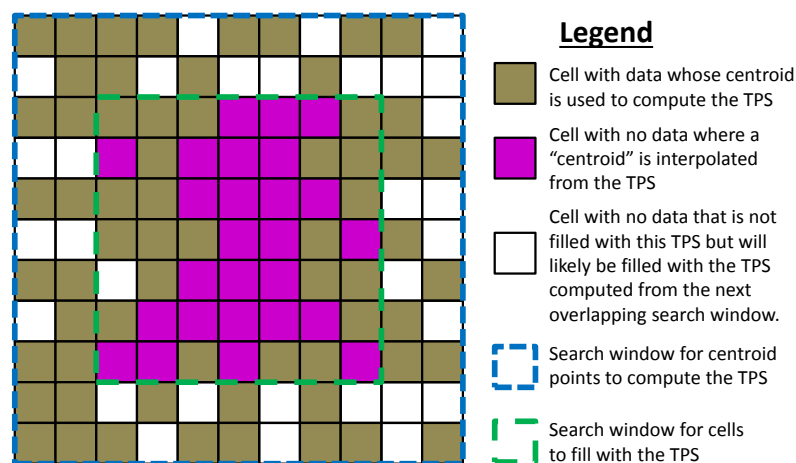 Legend
Cell with data whose centroid
is used to compute the TPS
Cell with no data where a
“centroid” is interpolated
from the TPS
Cell with no data that is not
filled with this TPS but will
likely be filled with the TPS
computed from the next
overlapping search window.
Search window for centroid
points to compute the TPS
Search window for cells
to fill with the TPS